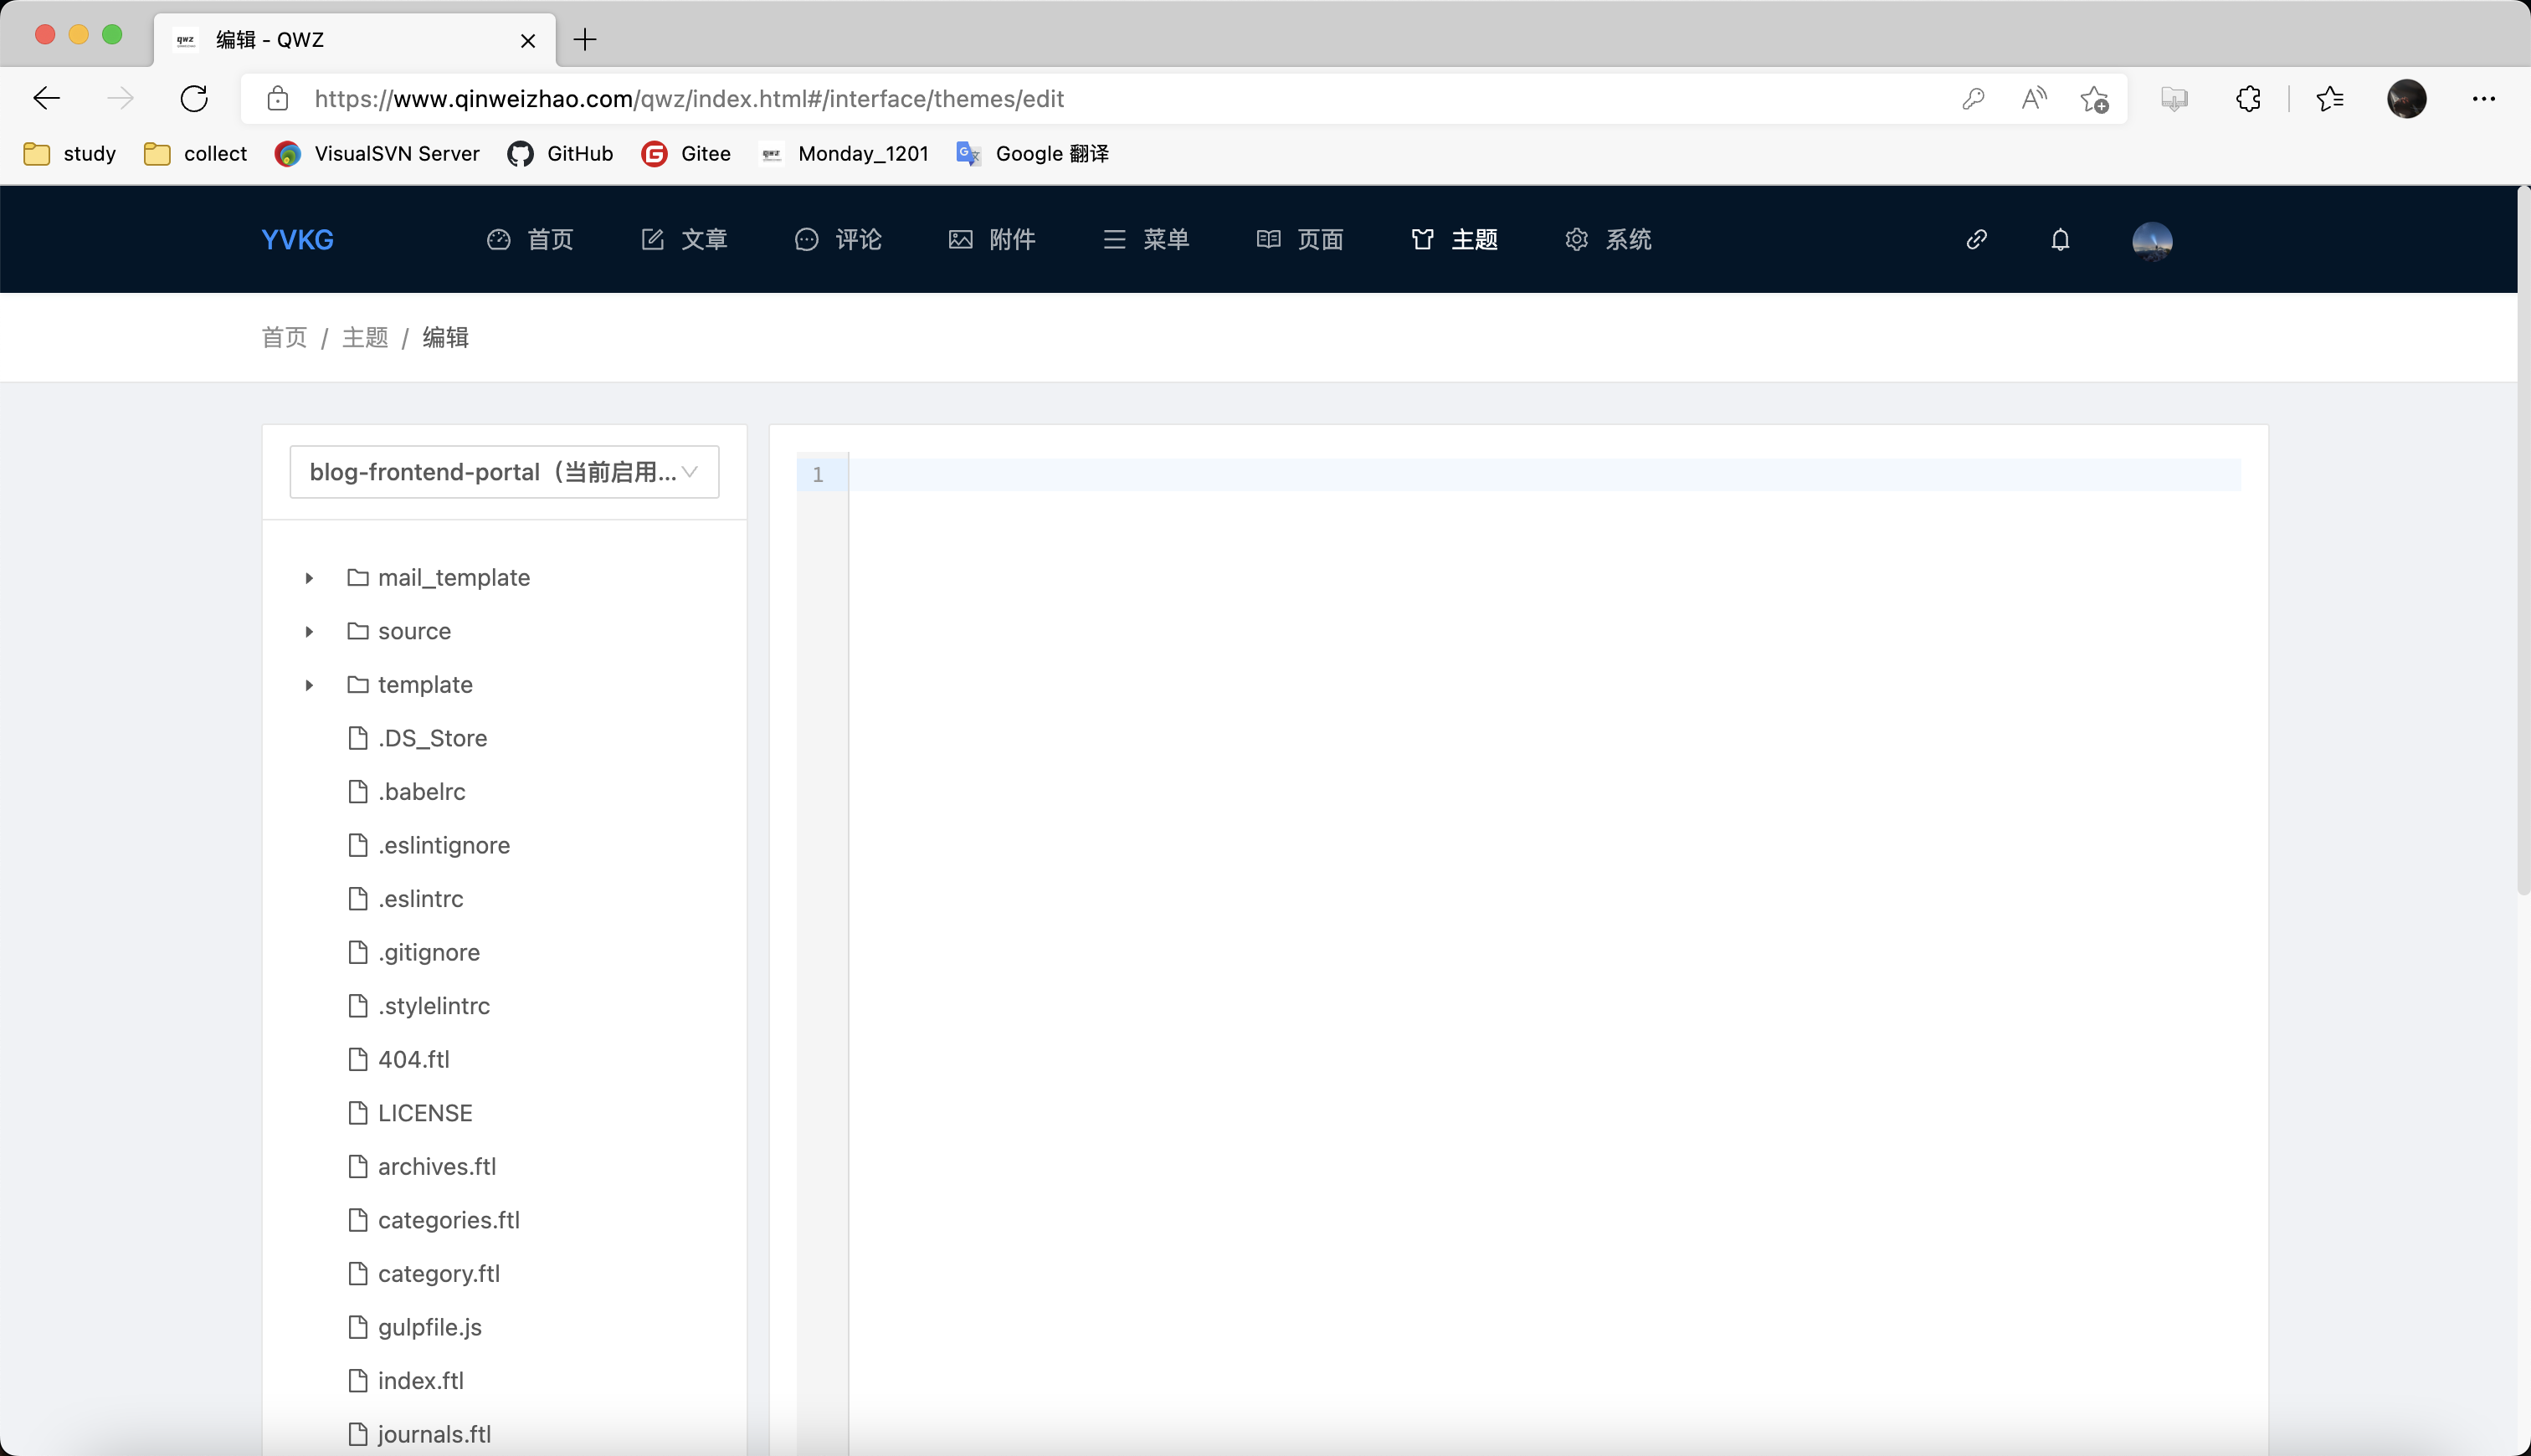 编辑 - QWZ
https://www.qinweizhao.com/qwz/index.html#/interface/themes/edit
study collect VisualSVN Server GitHub Gitee Monday_1201 Google 翻译
YVKG 首页 文章 评论 附件 菜单 页面 主题 系统
首页 / 主题 / 编辑
blog-frontend-portal（当前启用...
1
mail_template
source
template
.DS_Store
.babelrc
.eslintignore
.eslintrc
.gitignore
.stylelintrc
404.ftl
LICENSE
archives.ftl
categories.ftl
category.ftl
gulpfile.js
index.ftl
journals.ftl